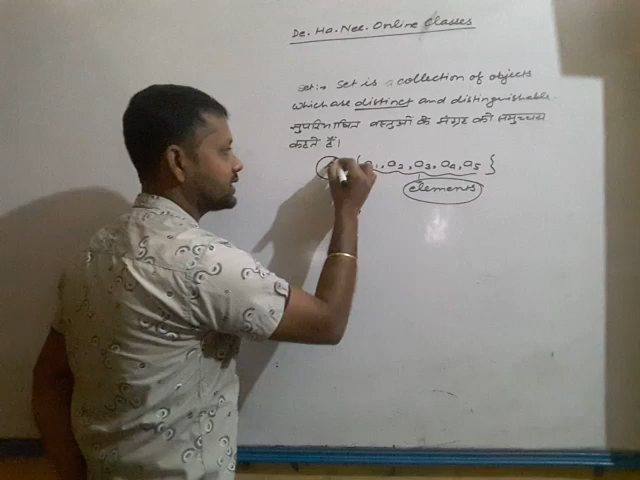 De. Ha. Nee. Online Classes
Set:→ Set is a collection of objects
which are distinct and distinguishable.
सुपरिभाषित वस्तुओं के संग्रह को समुच्चय
कहते हैं।
{a₁, a₂, a₃, a₄, a₅}
elements